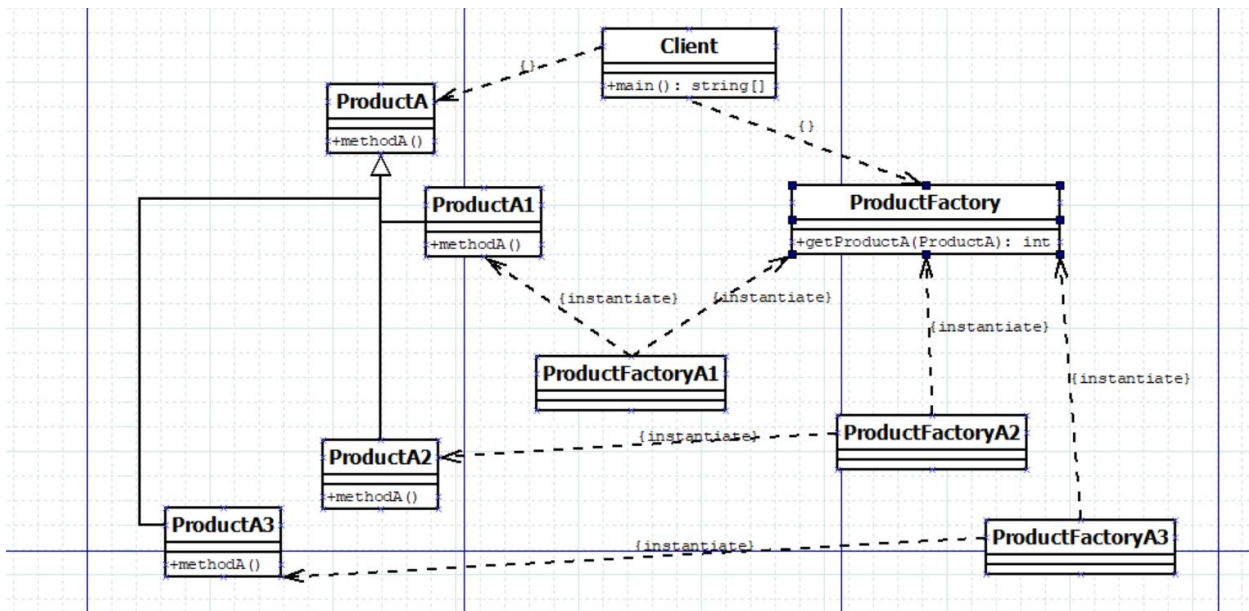 Client
+main(): string[]
{}
ProductA
+methodA()
{}
ProductA1
+methodA()
ProductFactory
+getProductA(ProductA): int
{instantiate}
{instantiate}
{instantiate}
ProductFactoryA1
{instantiate}
ProductFactoryA2
{instantiate}
ProductA2
+methodA()
ProductA3
+methodA()
{instantiate}
ProductFactoryA3